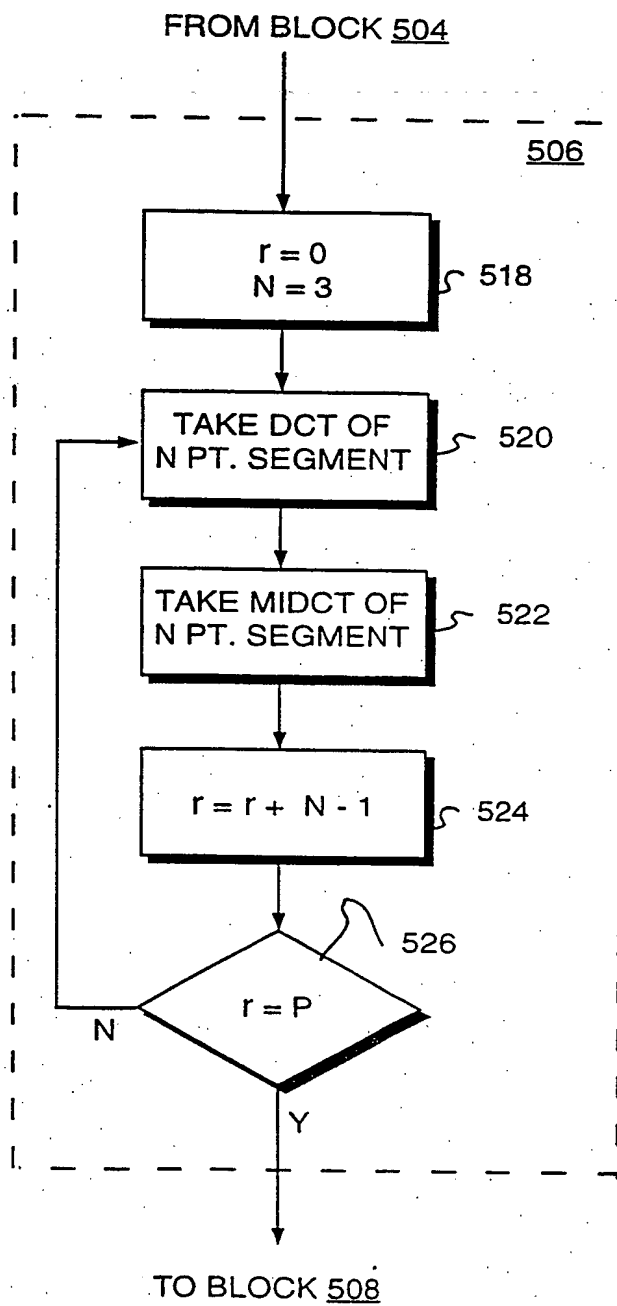 FROM BLOCK 504
506
r = 0
N = 3
518
TAKE DCT OF
N PT. SEGMENT
520
TAKE MIDCT OF
N PT. SEGMENT
522
r = r + N - 1
524
526
r = P
N
Y
TO BLOCK 508